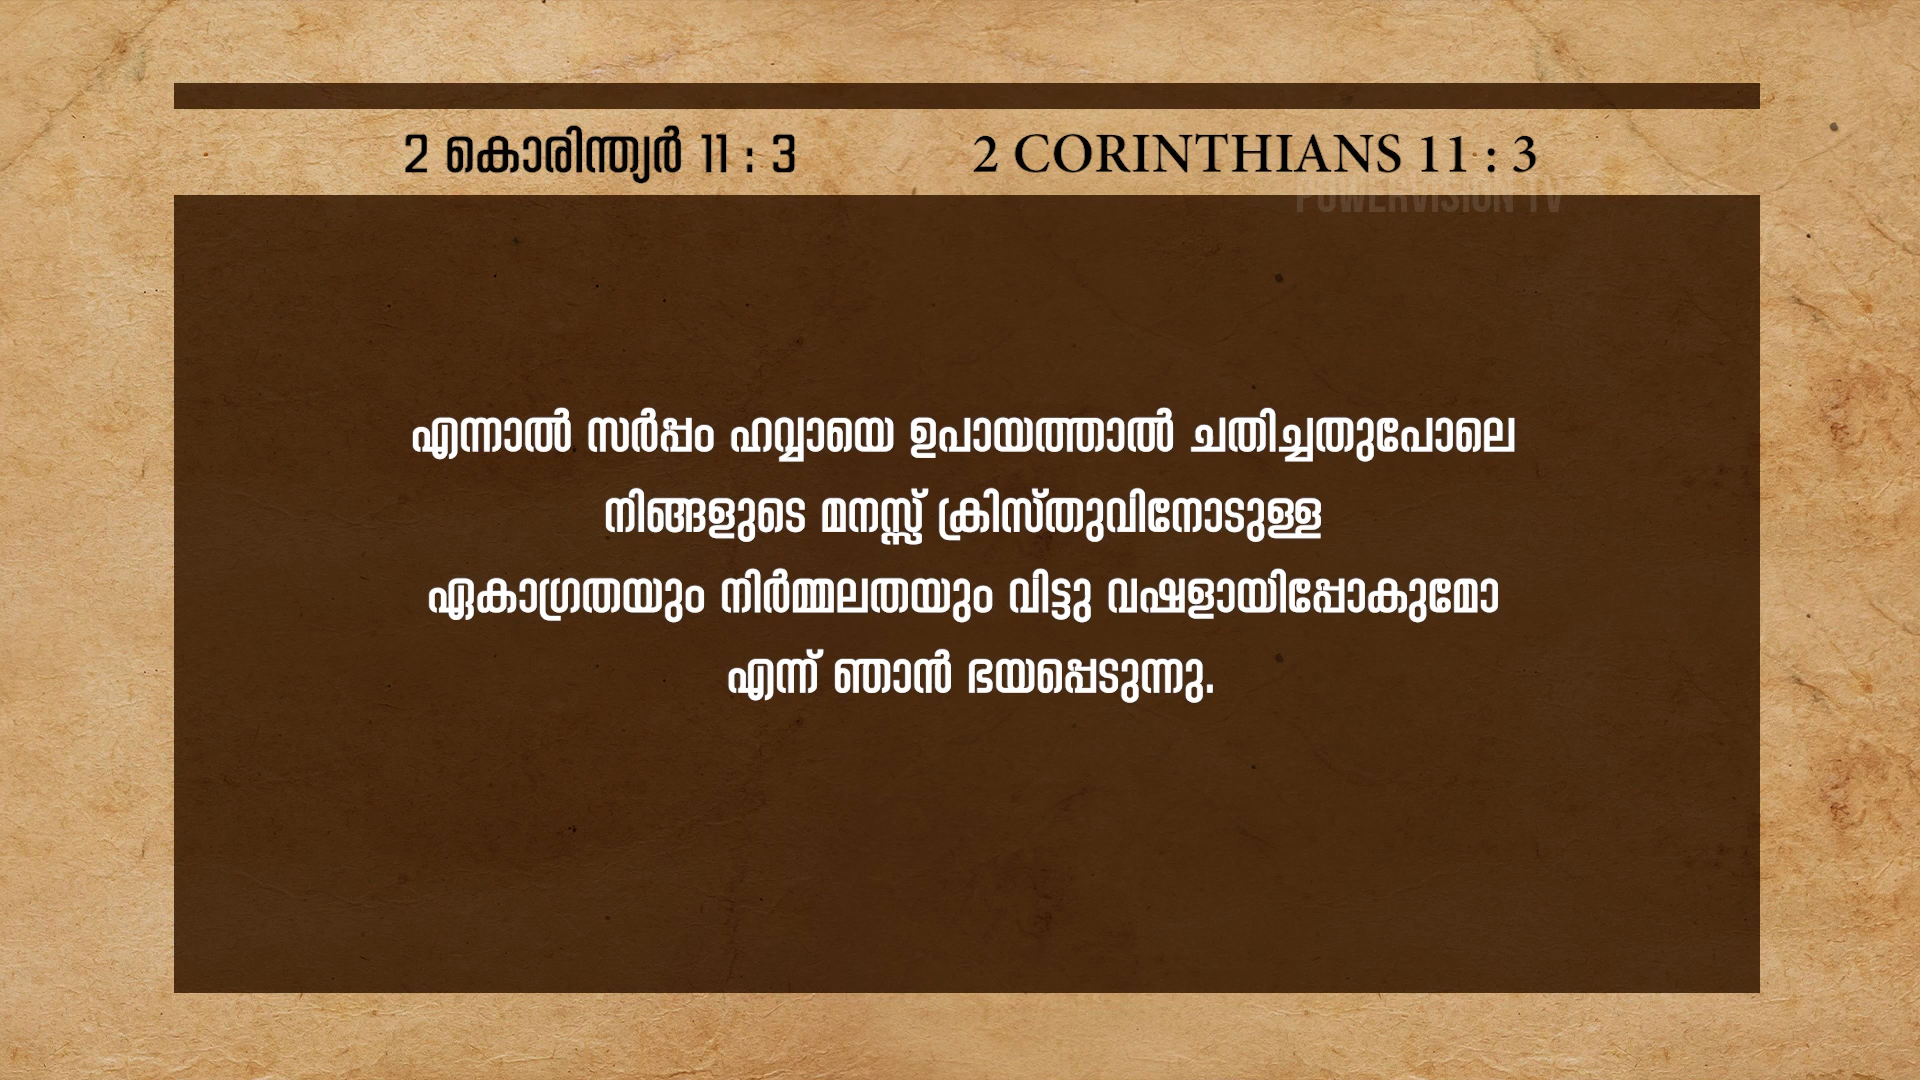 2 കൊരിന്ത്യർ 11 : 3
2 CORINTHIANS 11 : 3
POWERVISION TV
എന്നാൽ സർപ്പം ഹവ്വായെ ഉപായത്താൽ ചതിച്ചതുപോലെ
നിങ്ങളുടെ മനസ്സ് ക്രിസ്തുവിനോടുള്ള
ഏകാഗ്രതയും നിർമ്മലതയും വിട്ടു വഷളായിപ്പോകുമോ
എന്ന് ഞാൻ ഭയപ്പെടുന്നു.